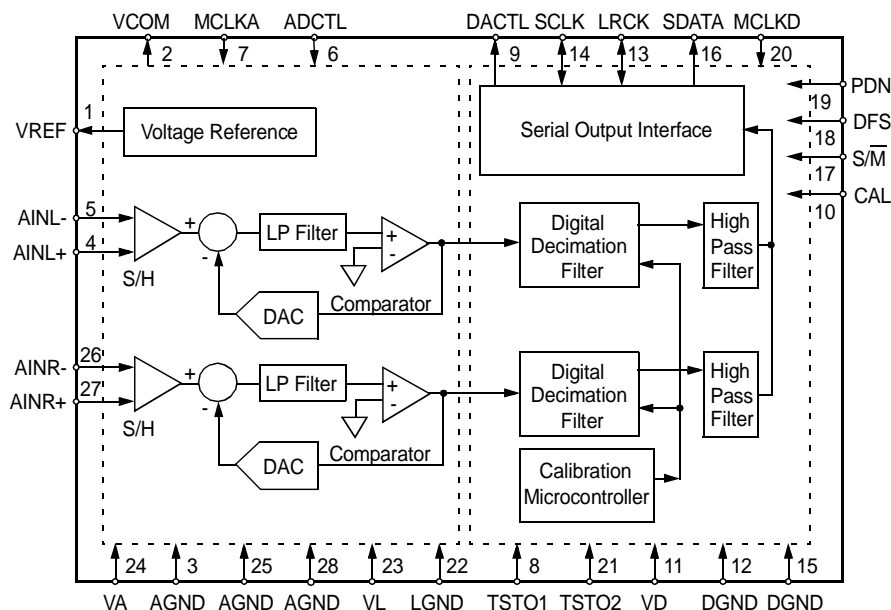 VCOM MCLKA ADCTL DACTL SCLK LRCK SDATA MCLKD
2 7 6 9 14 13 16 20
PDN
1 19
VREF Voltage Reference Serial Output Interface DFS
18
S/M̅
17
CAL
10
AINL- 5
+ LP Filter + Digital High
AINL+ 4 - - Decimation Pass
S/H Filter Filter
DAC Comparator
AINR- 26
+ LP Filter + Digital High
AINR+ 27 - - Decimation Pass
S/H Filter Filter
DAC Comparator
Calibration
Microcontroller
24 3 25 28 23 22 8 21 11 12 15
VA AGND AGND AGND VL LGND TSTO1 TSTO2 VD DGND DGND